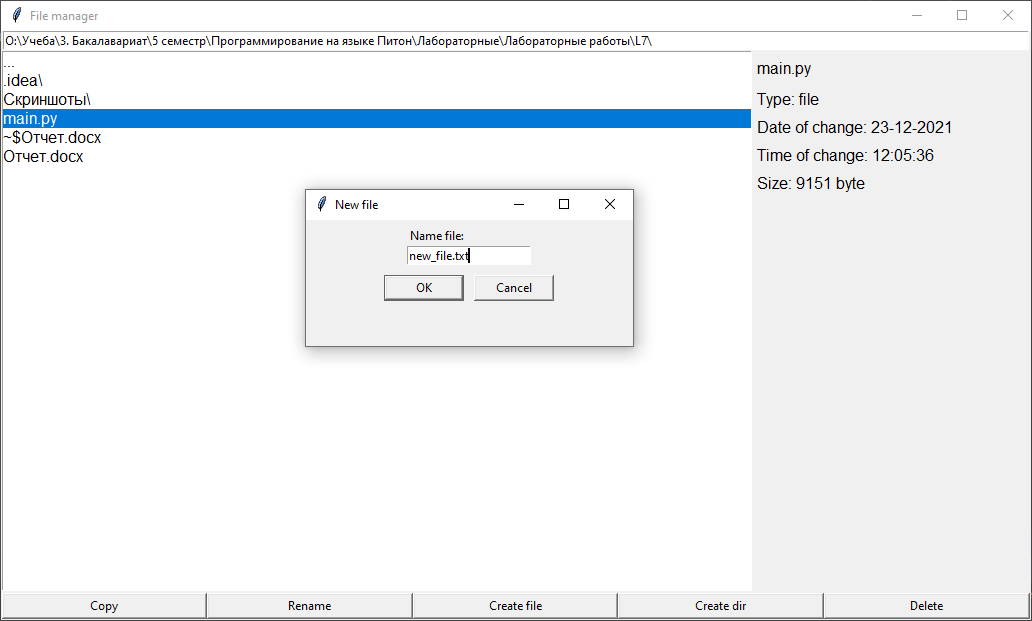 File manager
O:\Учеба\3. Бакалавариат\5 семестр\Программирование на языке Питон\Лабораторные\Лабораторные работы\L7\
...
.idea\
Скриншоты\
main.py
~$Отчет.docx
Отчет.docx
main.py
Type: file
Date of change: 23-12-2021
Time of change: 12:05:36
Size: 9151 byte
New file
Name file:
new_file.txt
OK Cancel
Copy Rename Create file Create dir Delete